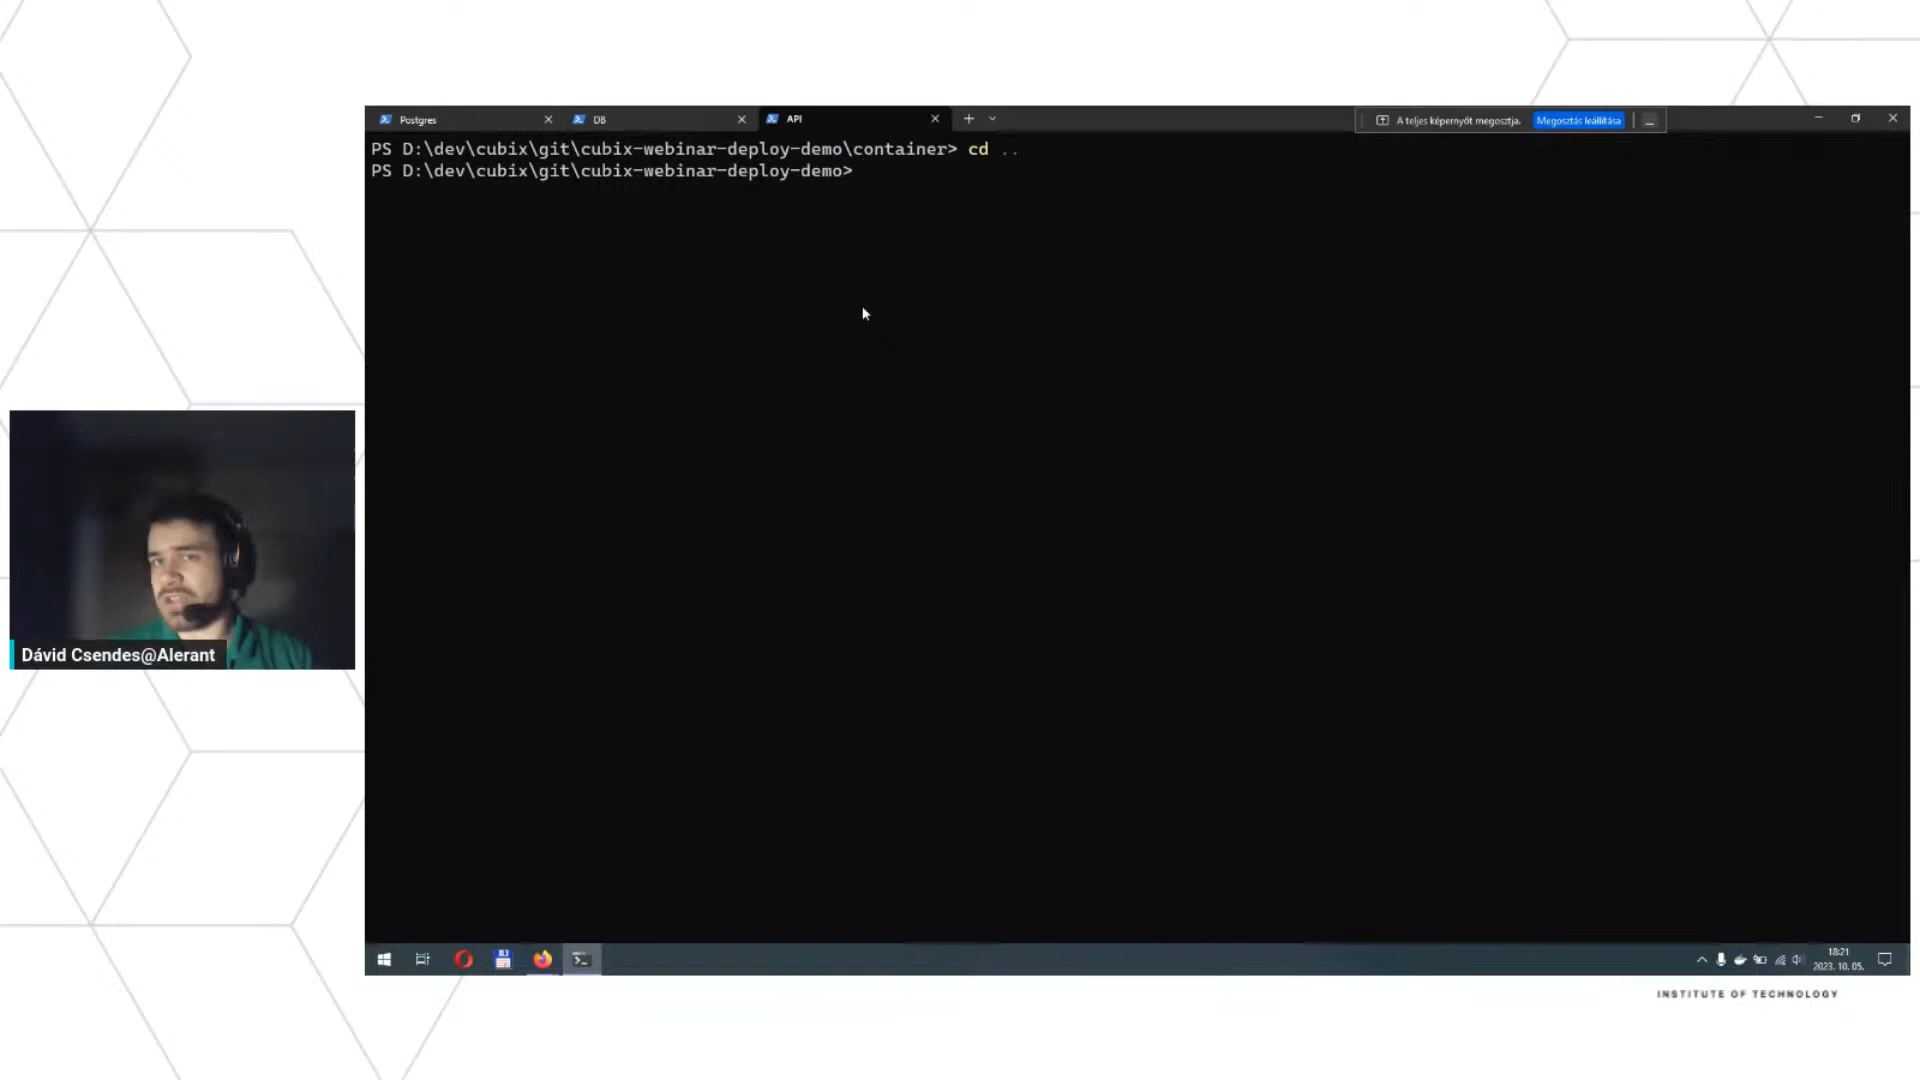 Postgres
DB
API
A teljes képernyőt megosztja.
Megosztás leállítása
PS D:\dev\cubix\git\cubix-webinar-deploy-demo\container> cd ..
PS D:\dev\cubix\git\cubix-webinar-deploy-demo>
Dávid Csendes@Alerant
18:21
2023. 10. 05.
INSTITUTE OF TECHNOLOGY